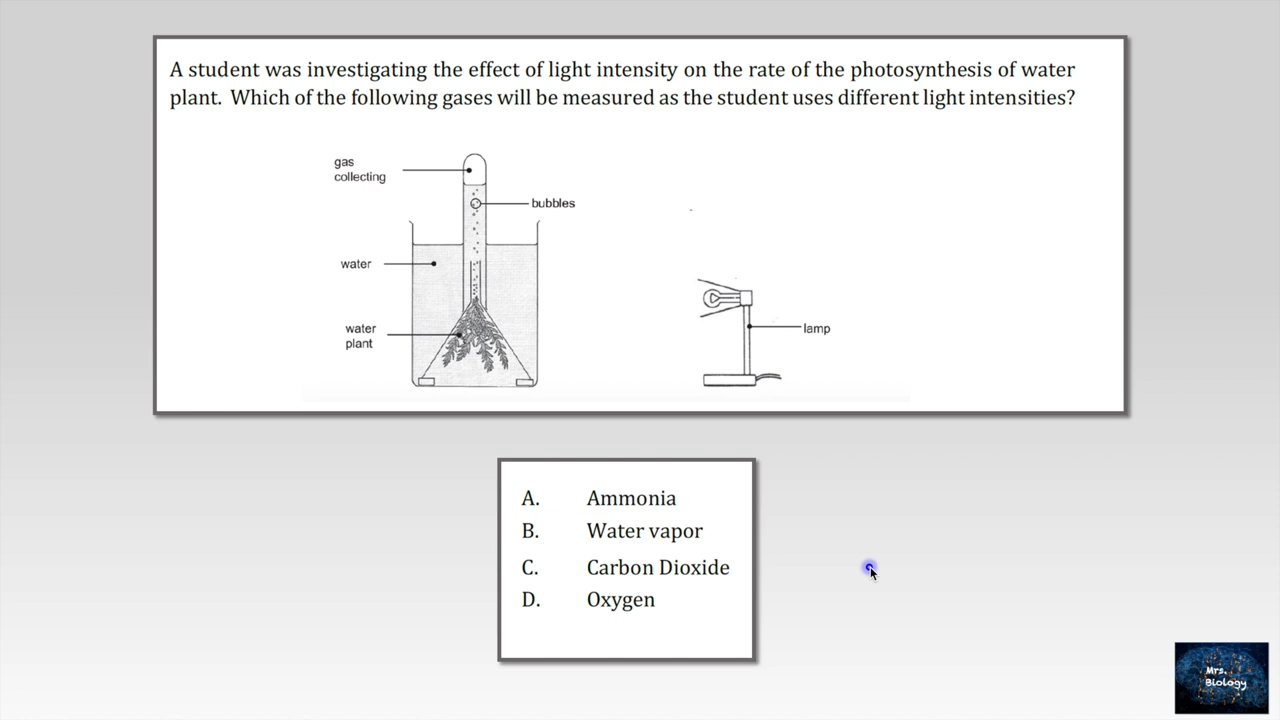 A student was investigating the effect of light intensity on the rate of the photosynthesis of water
plant. Which of the following gases will be measured as the student uses different light intensities?
gas
collecting
bubbles
water
water
plant
lamp
A. Ammonia
B. Water vapor
C. Carbon Dioxide
D. Oxygen
Mrs.
Biology